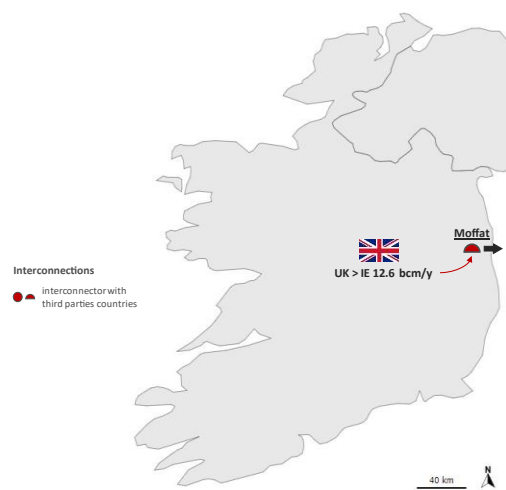 Moffat
UK > IE 12.6 bcm/y
Interconnections
interconnector with
third parties countries
40 km
N